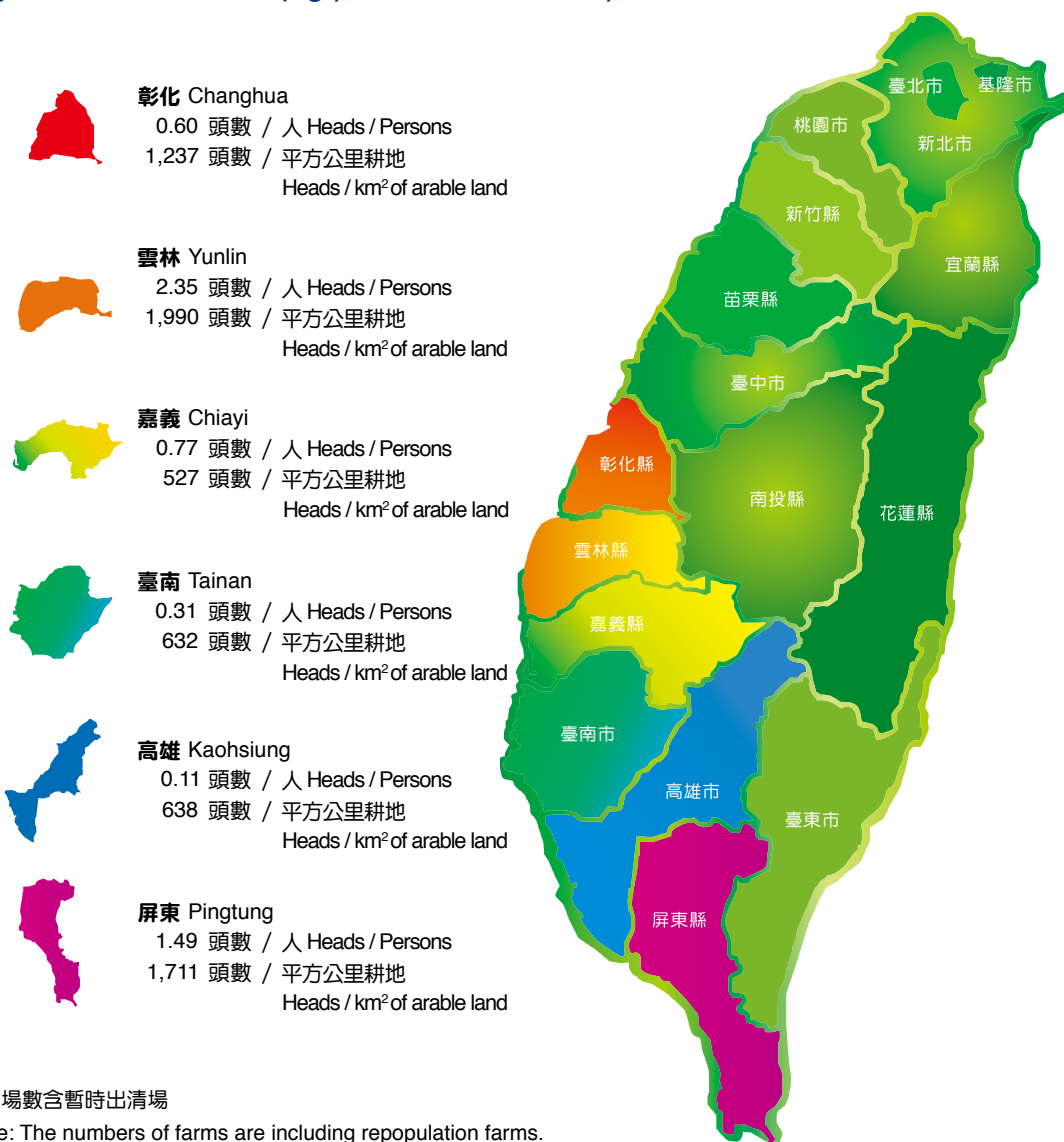 彰化 Changhua
0.60 頭數 / 人 Heads / Persons
1,237 頭數 / 平方公里耕地
Heads / km² of arable land
雲林 Yunlin
2.35 頭數 / 人 Heads / Persons
1,990 頭數 / 平方公里耕地
Heads / km² of arable land
嘉義 Chiayi
0.77 頭數 / 人 Heads / Persons
527 頭數 / 平方公里耕地
Heads / km² of arable land
臺南 Tainan
0.31 頭數 / 人 Heads / Persons
632 頭數 / 平方公里耕地
Heads / km² of arable land
高雄 Kaohsiung
0.11 頭數 / 人 Heads / Persons
638 頭數 / 平方公里耕地
Heads / km² of arable land
屏東 Pingtung
1.49 頭數 / 人 Heads / Persons
1,711 頭數 / 平方公里耕地
Heads / km² of arable land
臺北市
基隆市
桃園市
新北市
新竹縣
宜蘭縣
苗栗縣
臺中市
彰化縣
南投縣
花蓮縣
雲林縣
嘉義縣
臺南市
高雄市
臺東市
屏東縣
場數含暫時出清場
e: The numbers of farms are including repopulation farms.